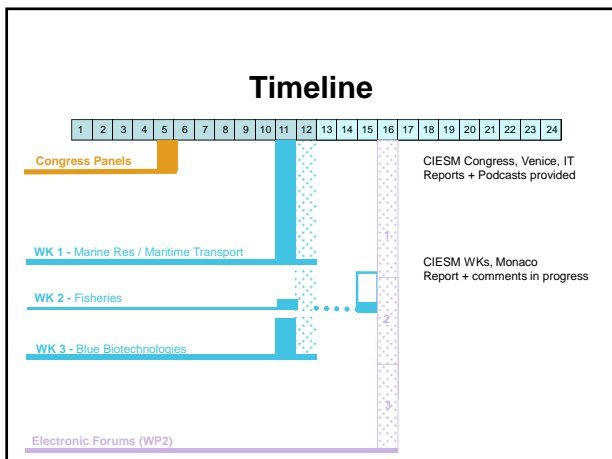 Timeline
1 2 3 4 5 6 7 8 9 10 11 12 13 14 15 16 17 18 19 20 21 22 23 24
Congress Panels
CIESM Congress, Venice, IT
Reports + Podcasts provided
1
WK 1 - Marine Res / Maritime Transport
CIESM WKs, Monaco
Report + comments in progress
WK 2 - Fisheries
2
WK 3 - Blue Biotechnologies
3
Electronic Forums (WP2)